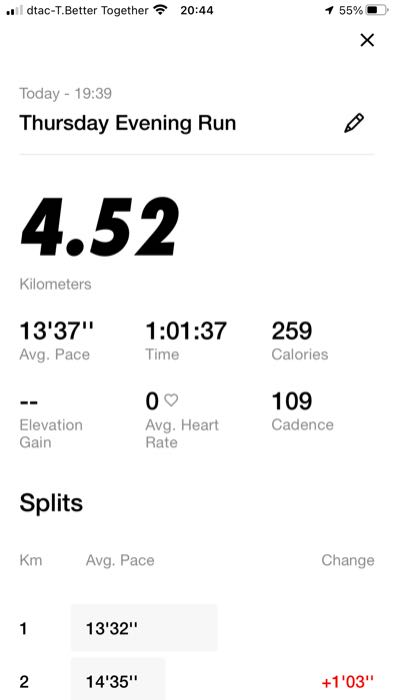 dtac-T.Better Together 20:44 55%
Today - 19:39
Thursday Evening Run
4.52
Kilometers
13'37'' 1:01:37 259
Avg. Pace Time Calories
-- 0 109
Elevation Gain Avg. Heart Rate Cadence
Splits
Km Avg. Pace Change
1 13'32''
2 14'35'' +1'03''